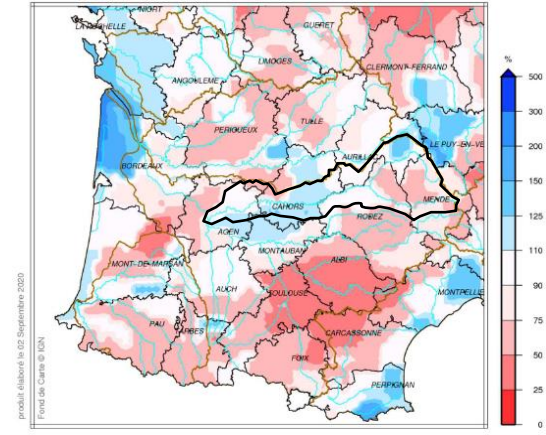 NIORT
LA ROCHELLE
GUERET
%
LIMOGES
CLERMONT-FERRAND
500
ANGOULEME
300
TULLE
PERIGUEUX
200
LE PUY-EN-VE
AURILLAC
BORDEAUX
150
MENDE
CAHORS
RODEZ
AGEN
110
MONTAUBAN
ALBI
MONT-DE-MARSAN
90
AUCH
TOULOUSE
MONTPELLIE
75
PAU
TARBES
CARCASSONNE
50
FOIX
PERPIGNAN
25
0
produit élaboré le 02 Septembre 2020
Fond de Carte © IGN